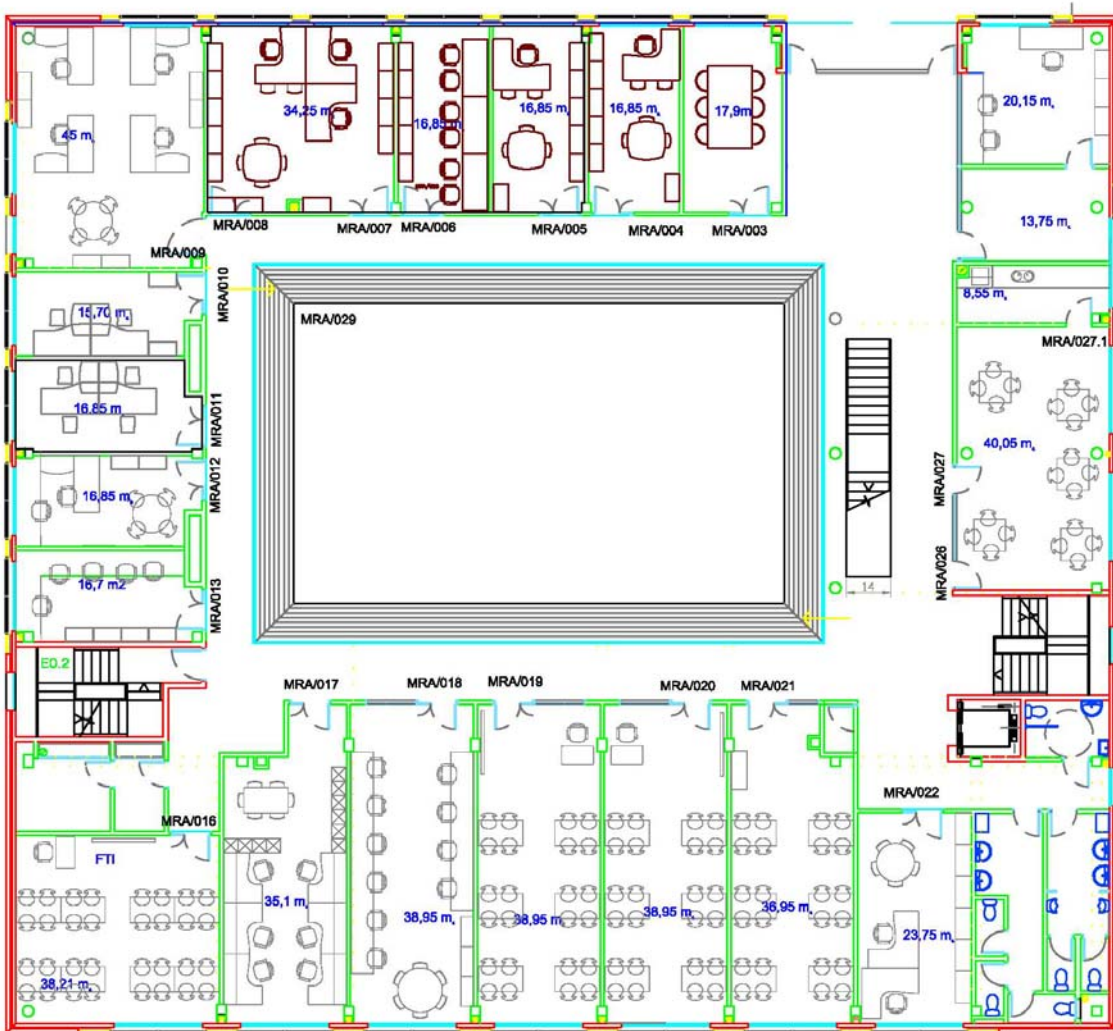 45 m.
34,25 m
16,85 m
16,85 m.
16,85 m.
17,9m
20,15 m.
13,75 m.
MRA/008
MRA/007
MRA/006
MRA/005
MRA/004
MRA/003
MRA/009
MRA/010
8,55 m.
MRA/027.1
MRA/029
15,70 m.
16,85 m
MRA/011
40,05 m.
MRA/012
16,85 m.
MRA/027
MRA/026
16,7 m2
MRA/013
14
E0.2
MRA/017
MRA/018
MRA/019
MRA/020
MRA/021
MRA/022
MRA/016
FTI
35,1 m.
38,95 m.
38,95 m.
38,95 m.
36,95 m.
23,75 m.
38,21 m.